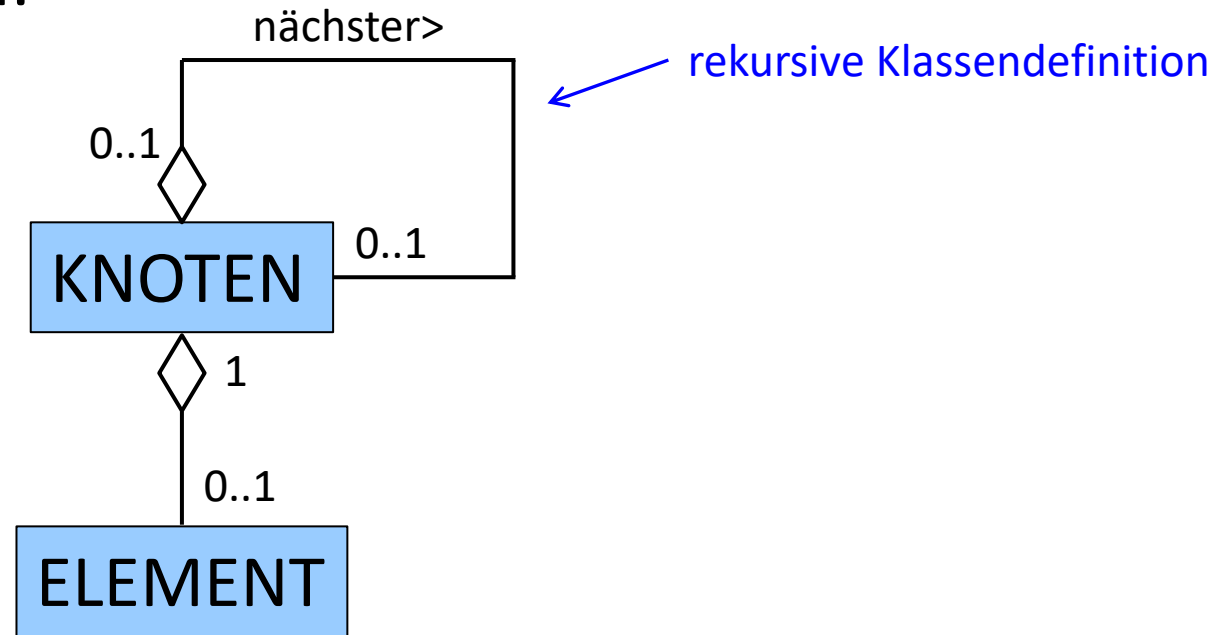 nächster>
rekursive Klassendefinition
0..1
0..1
KNOTEN
1
0..1
ELEMENT